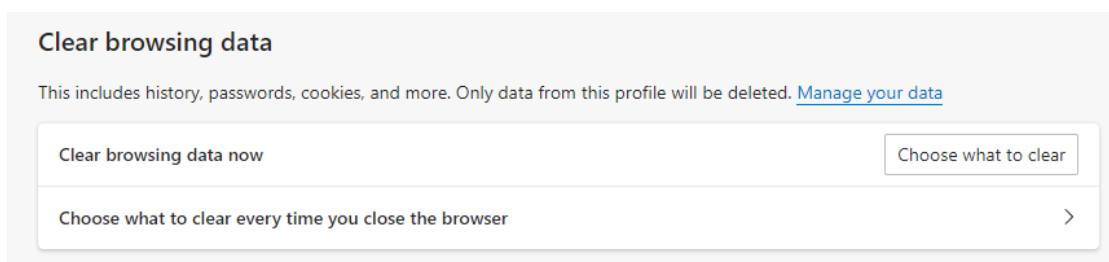 Clear browsing data
This includes history, passwords, cookies, and more. Only data from this profile will be deleted. Manage your data
Clear browsing data now
Choose what to clear
Choose what to clear every time you close the browser